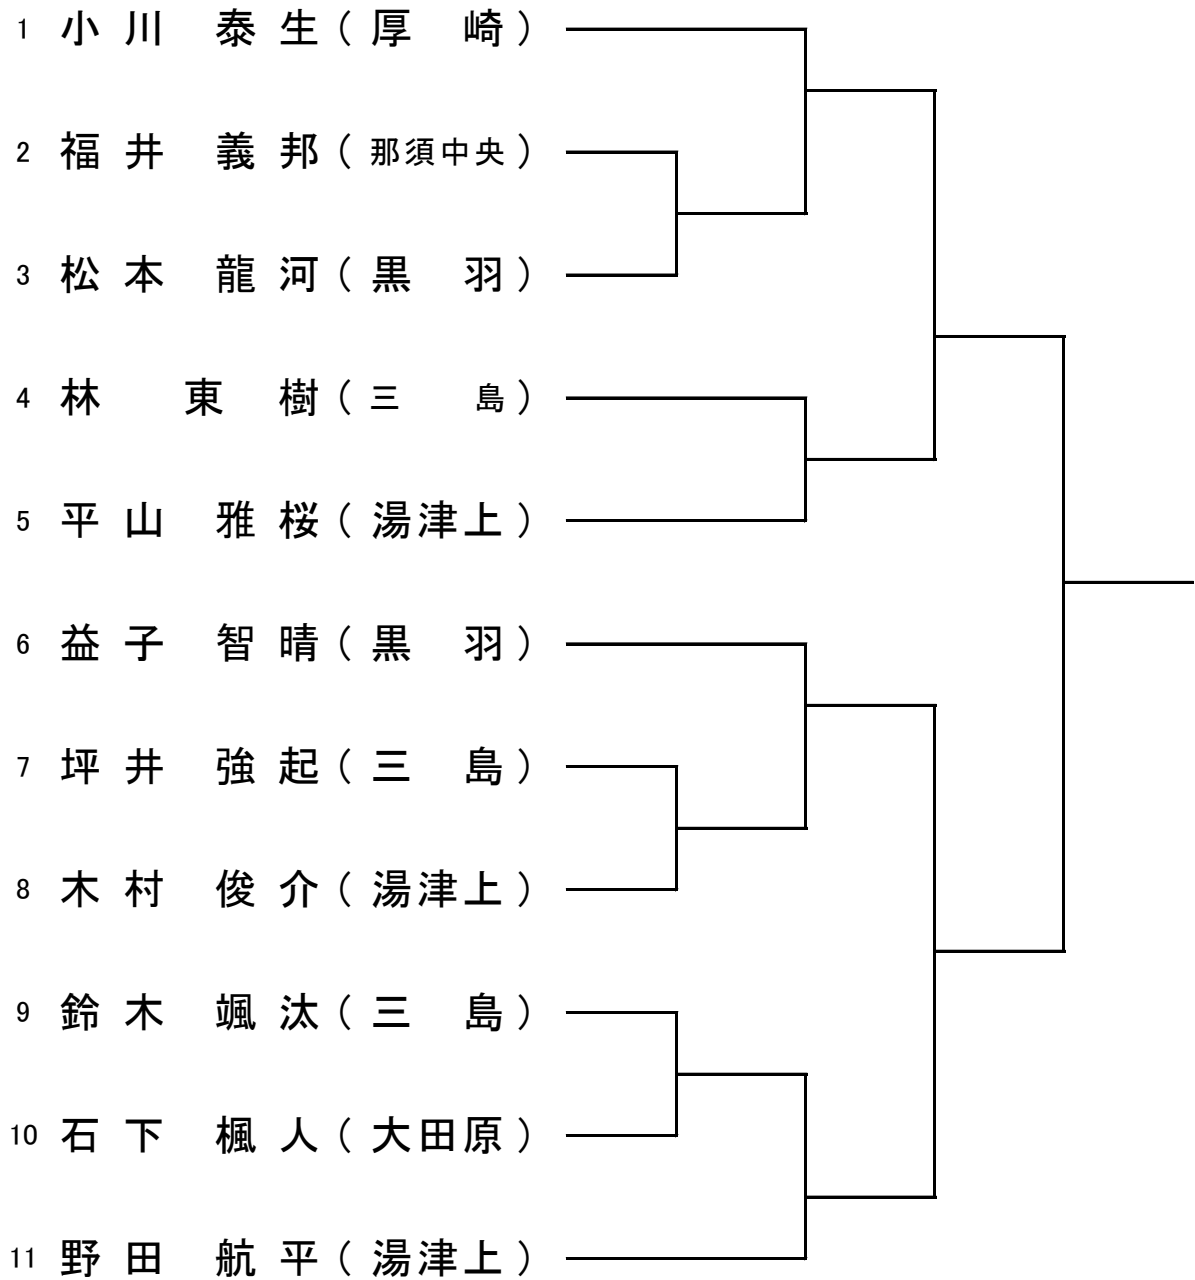 1 小川 泰生(厚 崎)
2 福井 義邦(那須中央)
3 松本 龍河(黒 羽)
4 林 東樹(三 島)
5 平山 雅桜(湯津上)
6 益子 智晴(黒 羽)
7 坪井 強起(三 島)
8 木村 俊介(湯津上)
9 鈴木 颯汰(三 島)
10 石下 楓人(大田原)
11 野田 航平(湯津上)